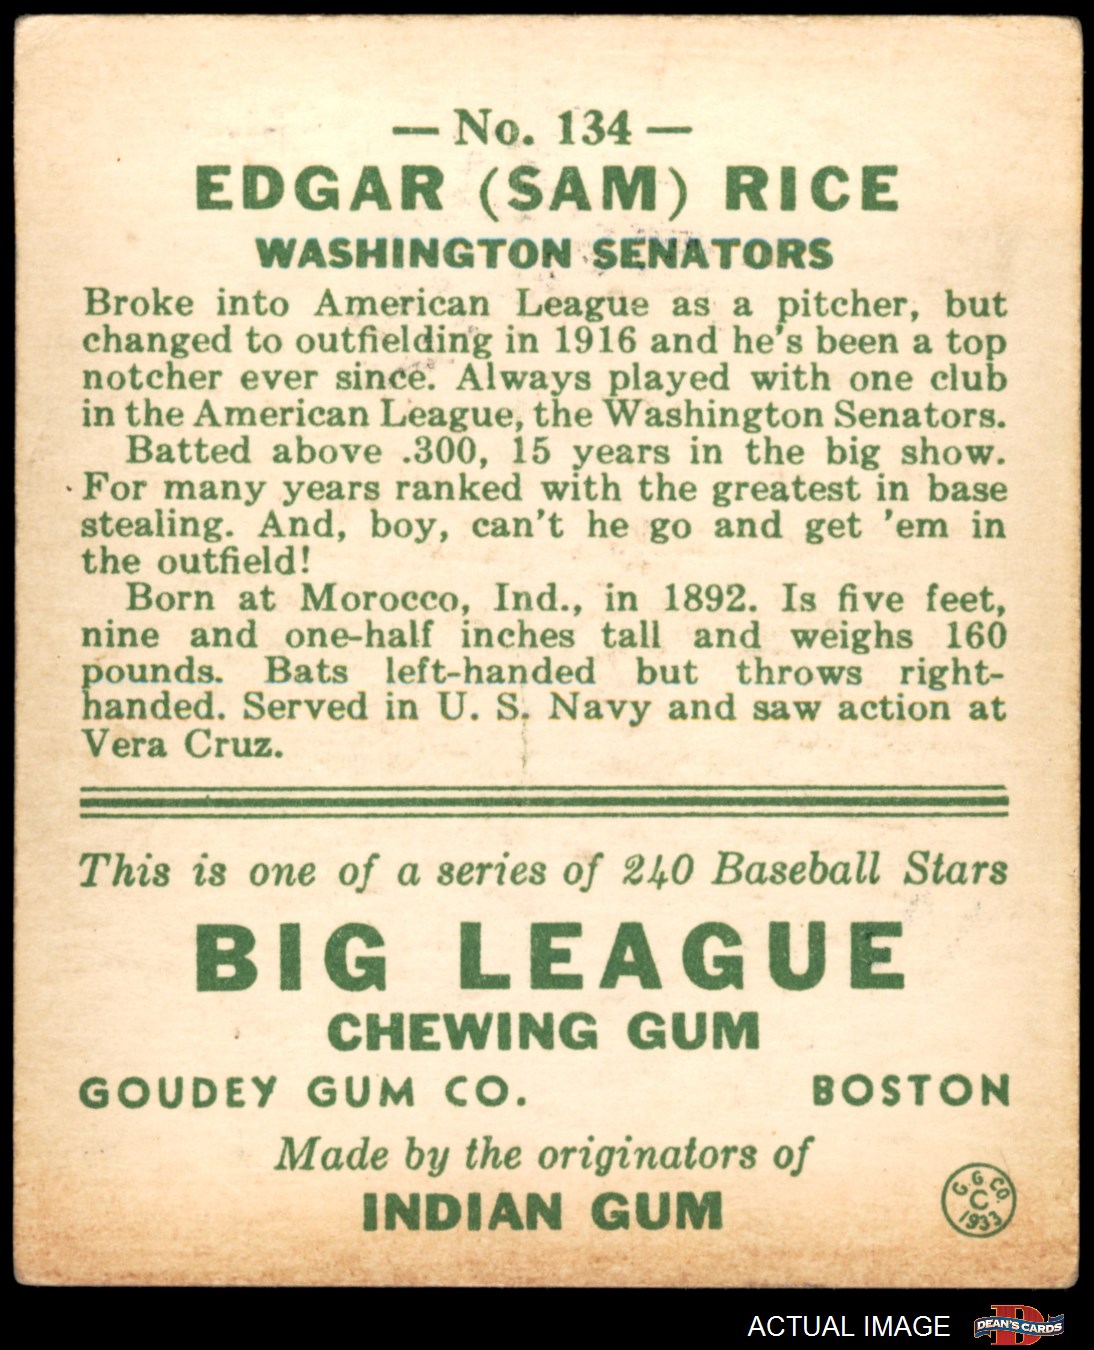 — No. 134 —
EDGAR (SAM) RICE
WASHINGTON SENATORS
Broke into American League as a pitcher, but
changed to outfielding in 1916 and he's been a top
notcher ever since. Always played with one club
in the American League, the Washington Senators.
Batted above .300, 15 years in the big show.
For many years ranked with the greatest in base
stealing. And, boy, can't he go and get 'em in
the outfield!
Born at Morocco, Ind., in 1892. Is five feet,
nine and one-half inches tall and weighs 160
pounds. Bats left-handed but throws right-
handed. Served in U. S. Navy and saw action at
Vera Cruz.
This is one of a series of 240 Baseball Stars
BIG LEAGUE
CHEWING GUM
GOUDEY GUM CO. BOSTON
Made by the originators of
INDIAN GUM
G. G. CO.
C
1933
ACTUAL IMAGE
D
DEAN'S CARDS